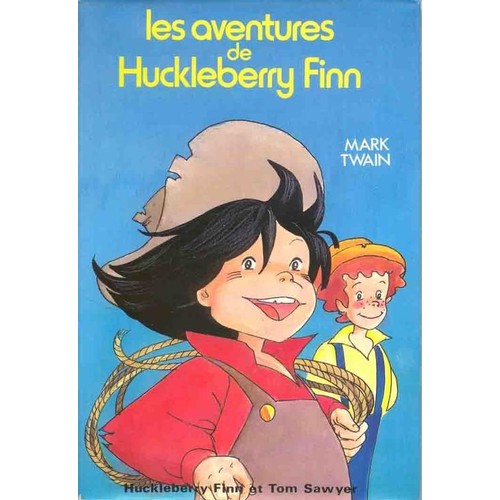 les aventures
de
Huckleberry Finn
MARK
TWAIN
Huckleberry Finn et Tom Sawyer